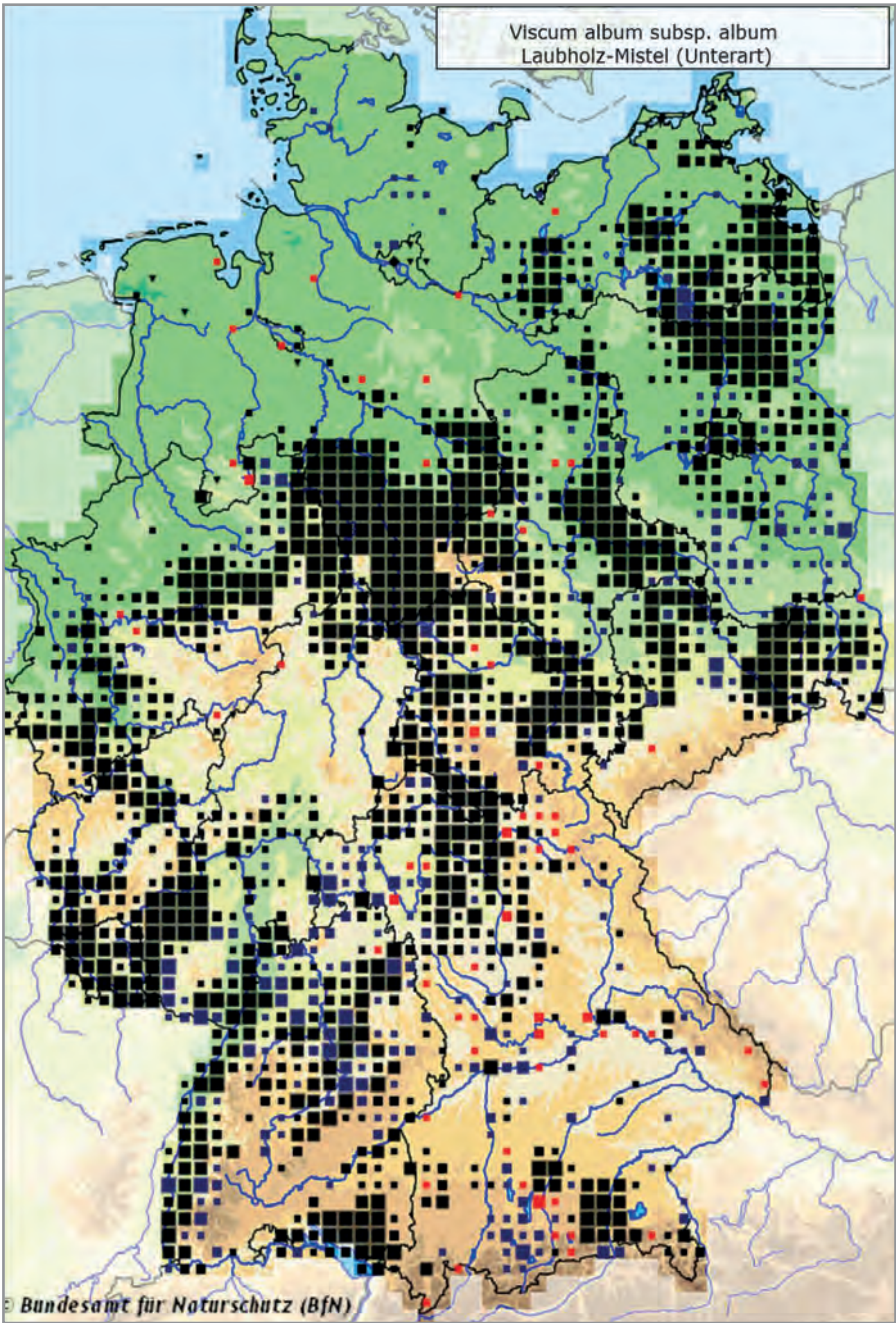 Viscum album subsp. album
Laubholz-Mistel (Unterart)
© Bundesamt für Naturschutz (BfN)